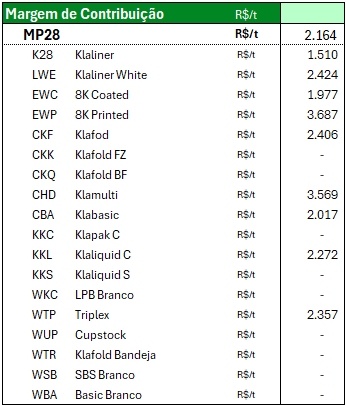 Margem de Contribuição R$/t
MP28 R$/t 2.164
K28 Klaliner R$/t 1.510
LWE Klaliner White R$/t 2.424
EWC 8K Coated R$/t 1.977
EWP 8K Printed R$/t 3.687
CKF Klafod R$/t 2.406
CKK Klafold FZ R$/t -
CKQ Klafold BF R$/t -
CHD Klamulti R$/t 3.569
CBA Klabasic R$/t 2.017
KKC Klapak C R$/t -
KKL Klaliquid C R$/t 2.272
KKS Klaliquid S R$/t -
WKC LPB Branco R$/t -
WTP Triplex R$/t 2.357
WUP Cupstock R$/t -
WTR Klafold Bandeja R$/t -
WSB SBS Branco R$/t -
WBA Basic Branco R$/t -